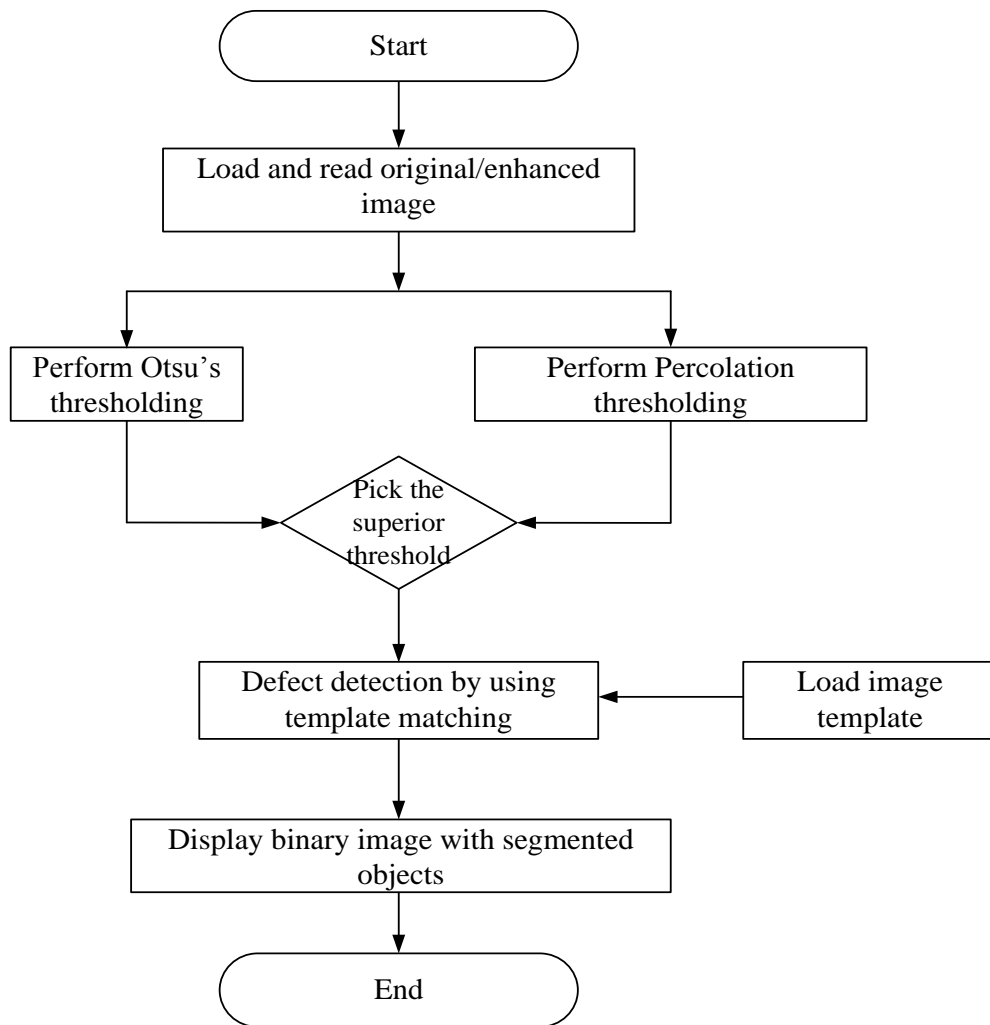 Start
Load and read original/enhanced
image
Perform Otsu’s
thresholding
Perform Percolation
thresholding
Pick the
superior
threshold
Defect detection by using
template matching
Load image
template
Display binary image with segmented
objects
End